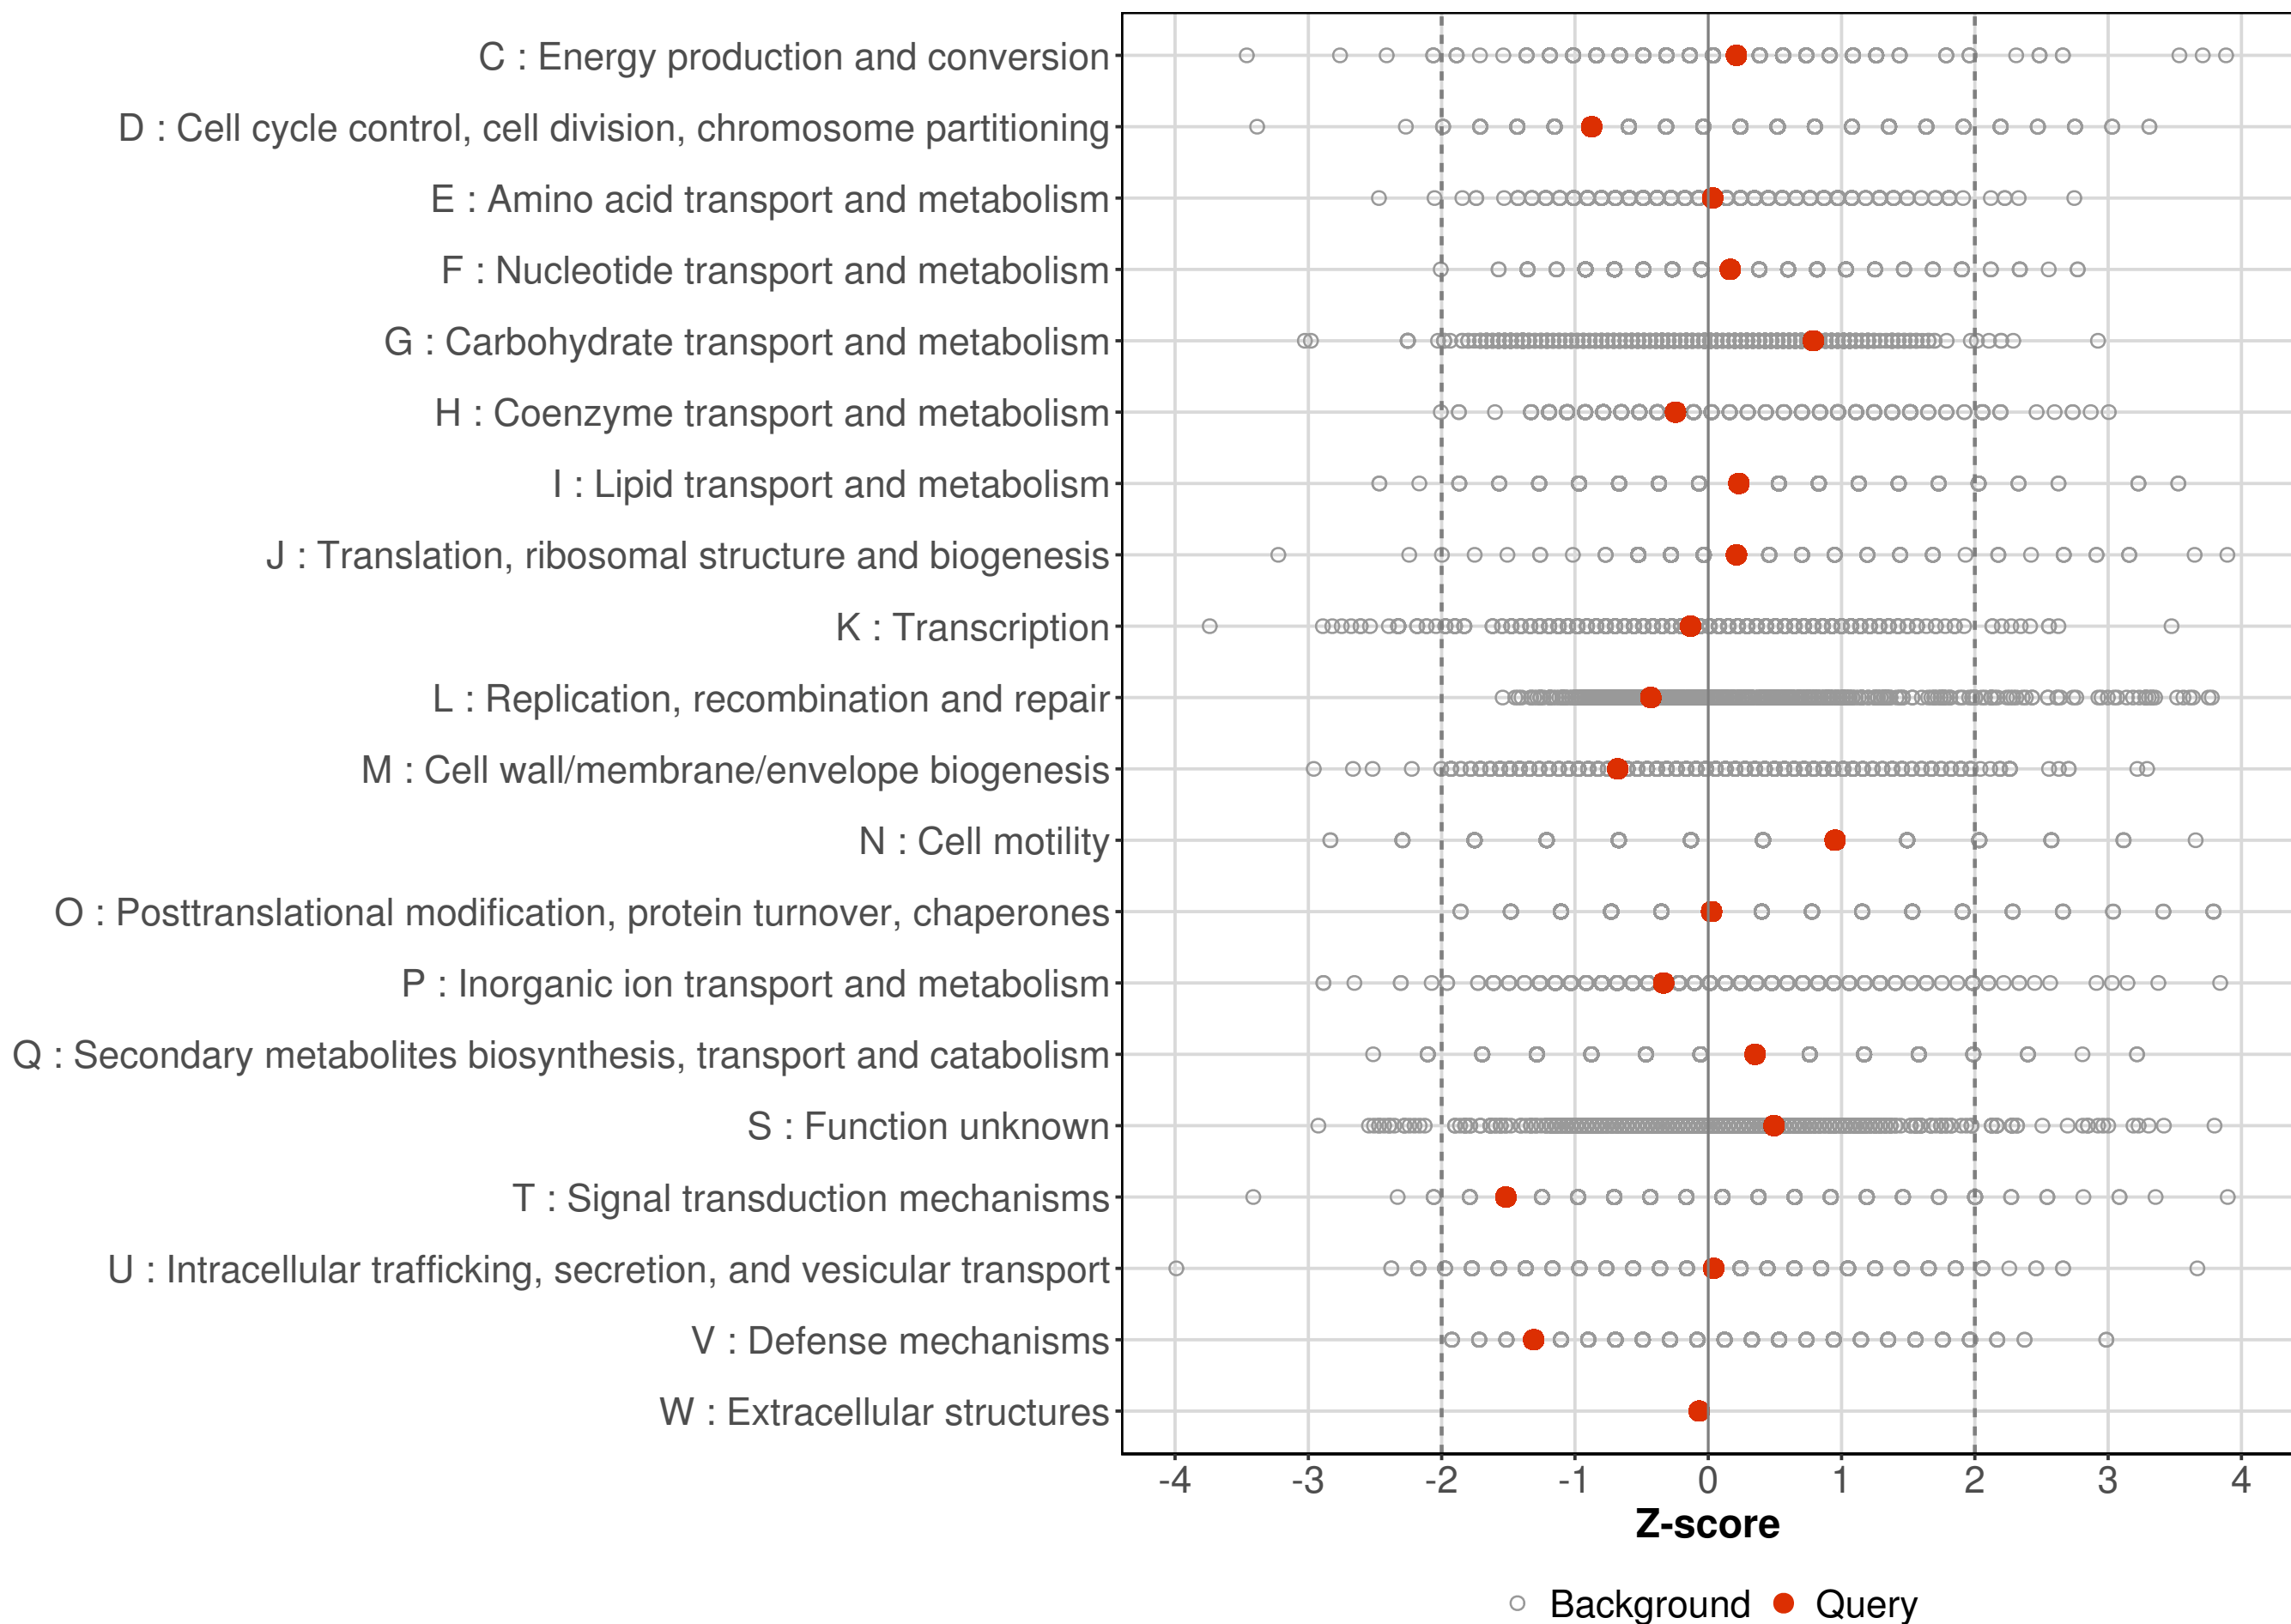 C : Energy production and conversion
D : Cell cycle control, cell division, chromosome partitioning
E : Amino acid transport and metabolism
F : Nucleotide transport and metabolism
G : Carbohydrate transport and metabolism
H : Coenzyme transport and metabolism
I : Lipid transport and metabolism
J : Translation, ribosomal structure and biogenesis
K : Transcription
L : Replication, recombination and repair
M : Cell wall/membrane/envelope biogenesis
N : Cell motility
O : Posttranslational modification, protein turnover, chaperones
P : Inorganic ion transport and metabolism
Q : Secondary metabolites biosynthesis, transport and catabolism
S : Function unknown
T : Signal transduction mechanisms
U : Intracellular trafficking, secretion, and vesicular transport
V : Defense mechanisms
W : Extracellular structures
-4 -3 -2 -1 0 1 2 3 4
Z-score
Background Query